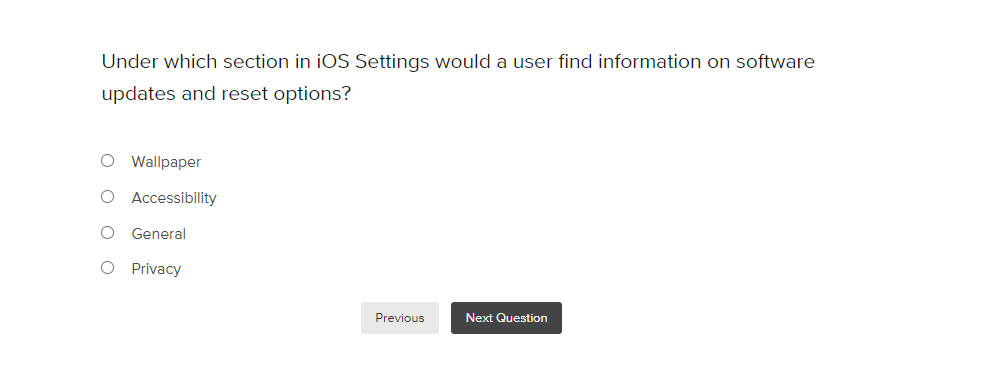 Under which section in iOS Settings would a user find information on software
updates and reset options?
Wallpaper
Accessibility
General
Privacy
Previous
Next Question